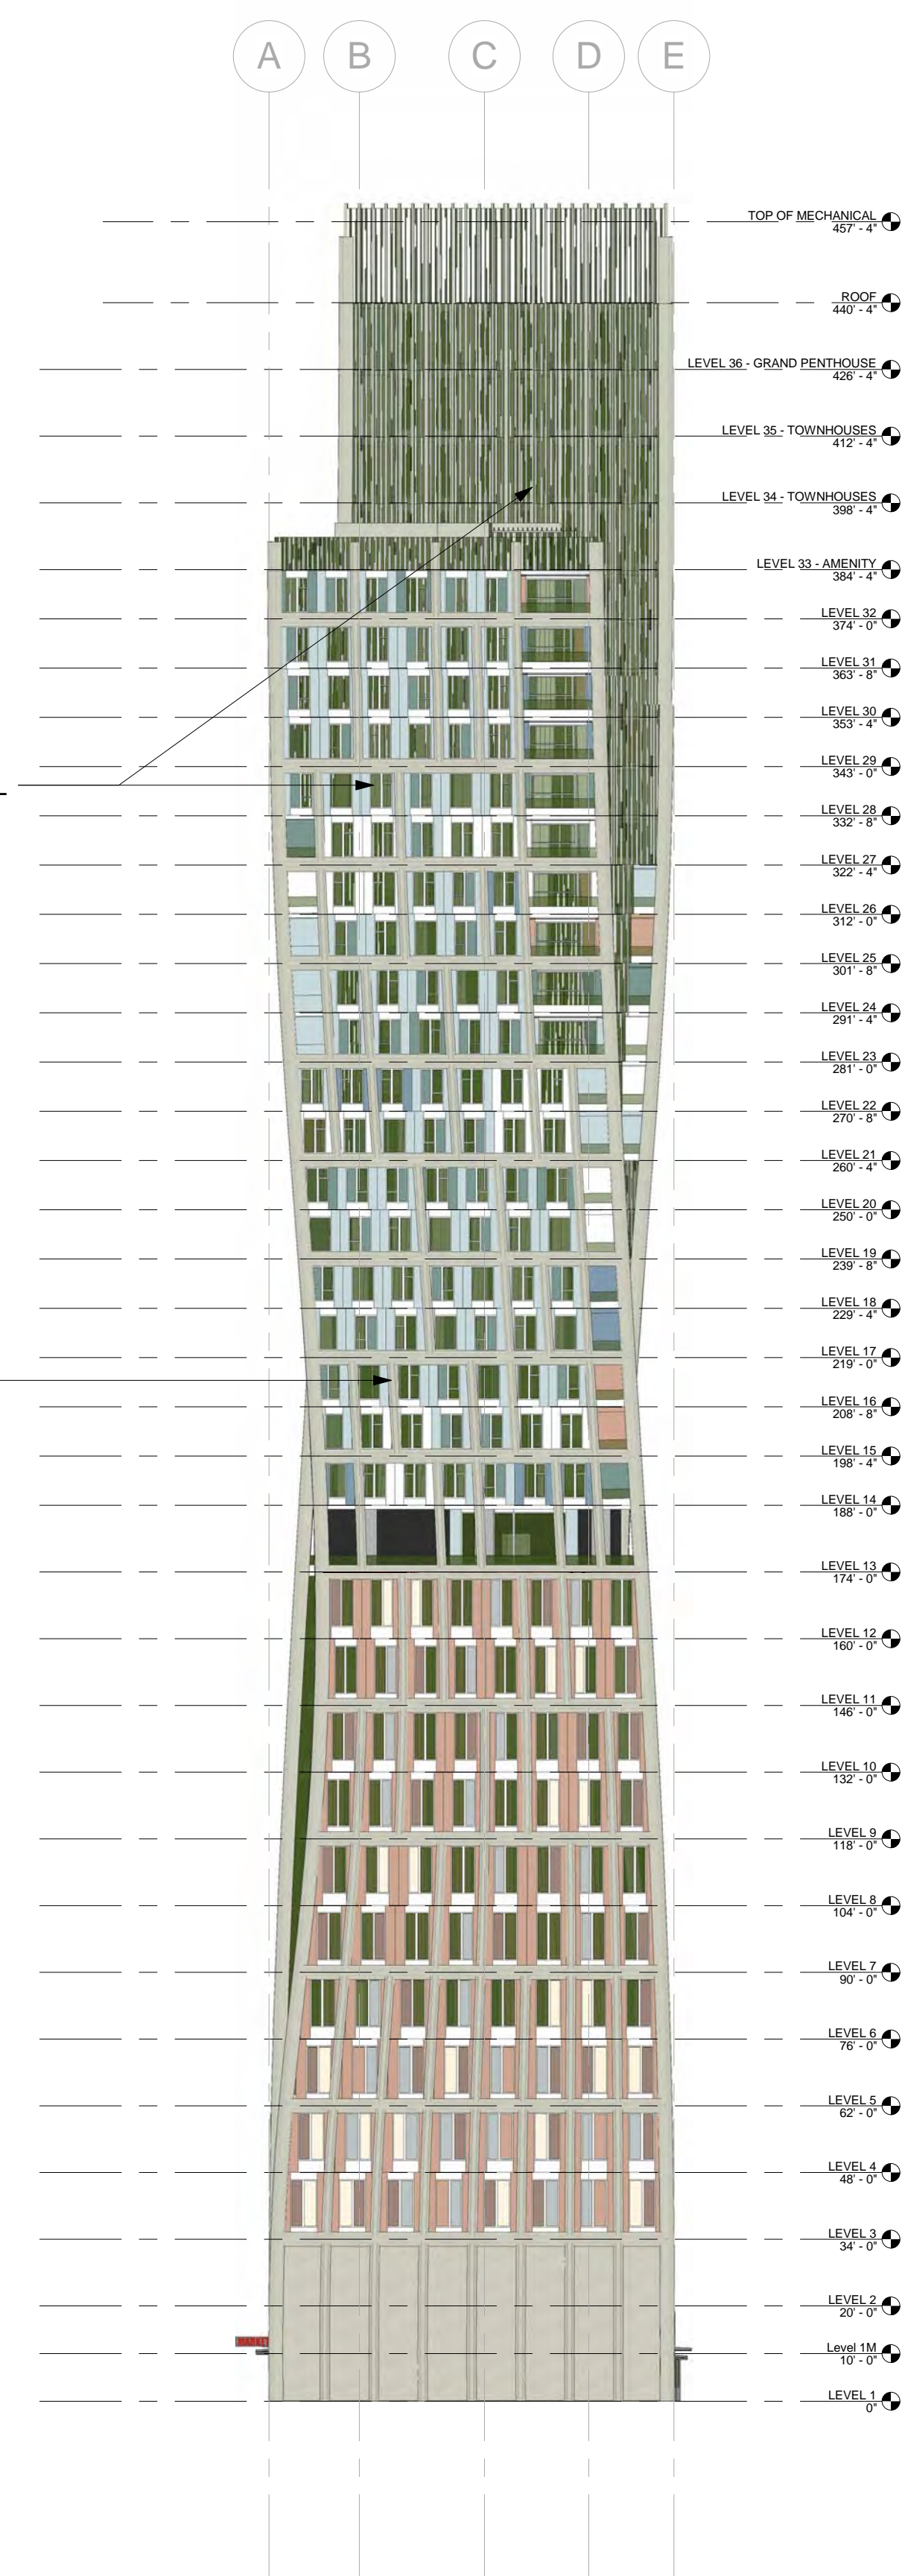 A B C D E
TOP OF MECHANICAL
457' - 4"
ROOF
440' - 4"
LEVEL 36 - GRAND PENTHOUSE
426' - 4"
LEVEL 35 - TOWNHOUSES
412' - 4"
LEVEL 34 - TOWNHOUSES
398' - 4"
LEVEL 33 - AMENITY
384' - 4"
LEVEL 32
374' - 0"
LEVEL 31
363' - 8"
LEVEL 30
353' - 4"
LEVEL 29
343' - 0"
LEVEL 28
332' - 8"
LEVEL 27
322' - 4"
LEVEL 26
312' - 0"
LEVEL 25
301' - 8"
LEVEL 24
291' - 4"
LEVEL 23
281' - 0"
LEVEL 22
270' - 8"
LEVEL 21
260' - 4"
LEVEL 20
250' - 0"
LEVEL 19
239' - 8"
LEVEL 18
229' - 4"
LEVEL 17
219' - 0"
LEVEL 16
208' - 8"
LEVEL 15
198' - 4"
LEVEL 14
188' - 0"
LEVEL 13
174' - 0"
LEVEL 12
160' - 0"
LEVEL 11
146' - 0"
LEVEL 10
132' - 0"
LEVEL 9
118' - 0"
LEVEL 8
104' - 0"
LEVEL 7
90' - 0"
LEVEL 6
76' - 0"
LEVEL 5
62' - 0"
LEVEL 4
48' - 0"
LEVEL 3
34' - 0"
LEVEL 2
20' - 0"
MARKET
Level 1M
10' - 0"
LEVEL 1
0"